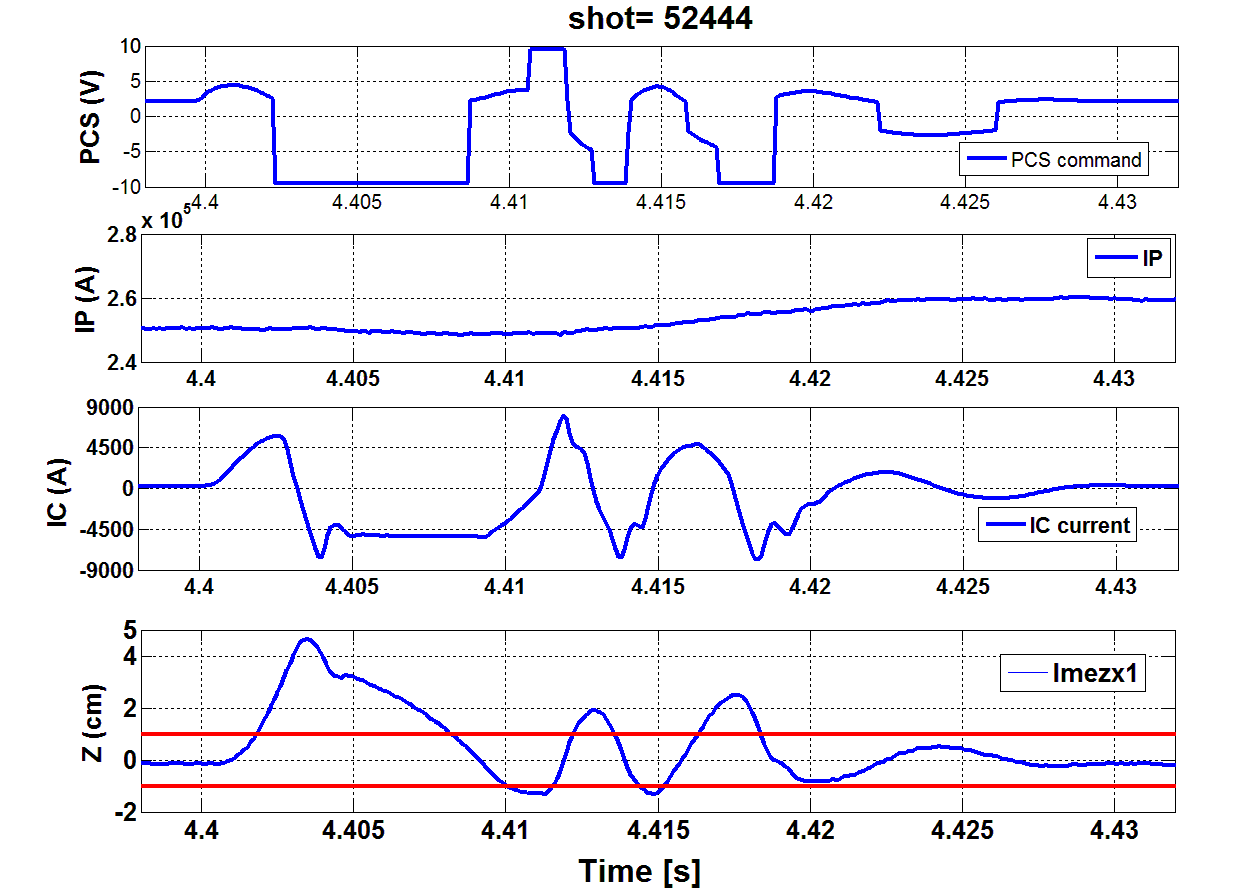 shot= 52444
10
5
0
-5
-10
PCS (V)
PCS command
4.4 4.405 4.41 4.415 4.42 4.425 4.43
x 10^5
2.8
2.6
2.4
IP (A)
IP
4.4 4.405 4.41 4.415 4.42 4.425 4.43
9000
4500
0
-4500
-9000
IC (A)
IC current
4.4 4.405 4.41 4.415 4.42 4.425 4.43
5
4
2
0
-2
Z (cm)
lmezx1
4.4 4.405 4.41 4.415 4.42 4.425 4.43
Time [s]